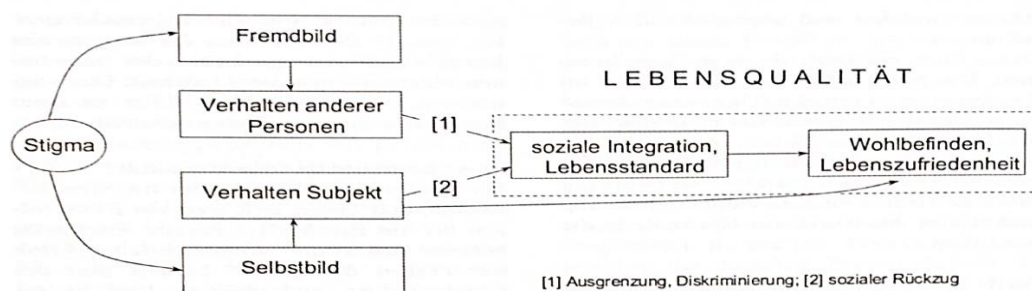 Fremdbild
LEBENSQUALITÄT
Verhalten anderer
Personen
[1]
Stigma
soziale Integration,
Lebensstandard
Wohlbefinden,
Lebenszufriedenheit
Verhalten Subjekt
[2]
Selbstbild
[1] Ausgrenzung, Diskriminierung; [2] sozialer Rückzug